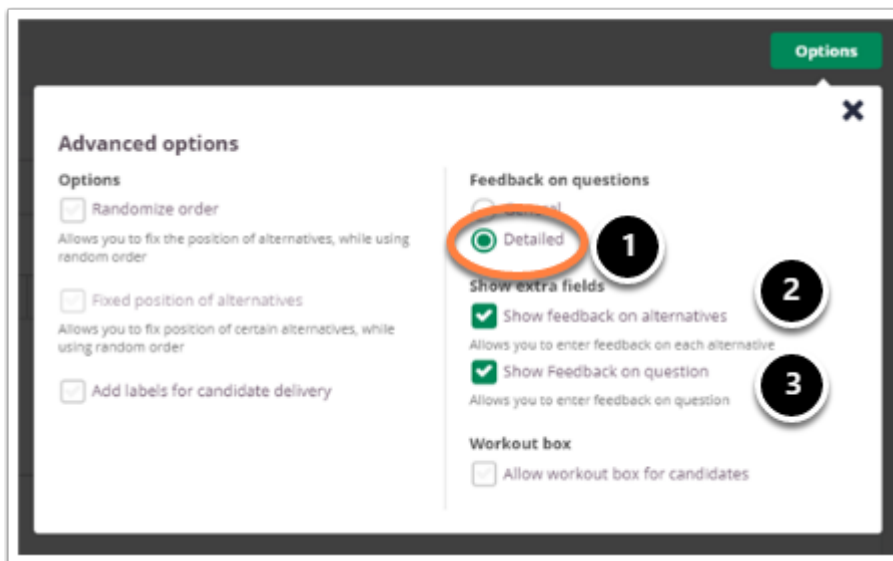 Options
Advanced options
Options
Randomize order
Allows you to fix the position of alternatives, while using
random order
Fixed position of alternatives
Allows you to fix position of certain alternatives, while
using random order
Add labels for candidate delivery
Feedback on questions
General
Detailed
1
Show extra fields
2
Show feedback on alternatives
Allows you to enter feedback on each alternative
Show Feedback on question
3
Allows you to enter feedback on question
Workout box
Allow workout box for candidates